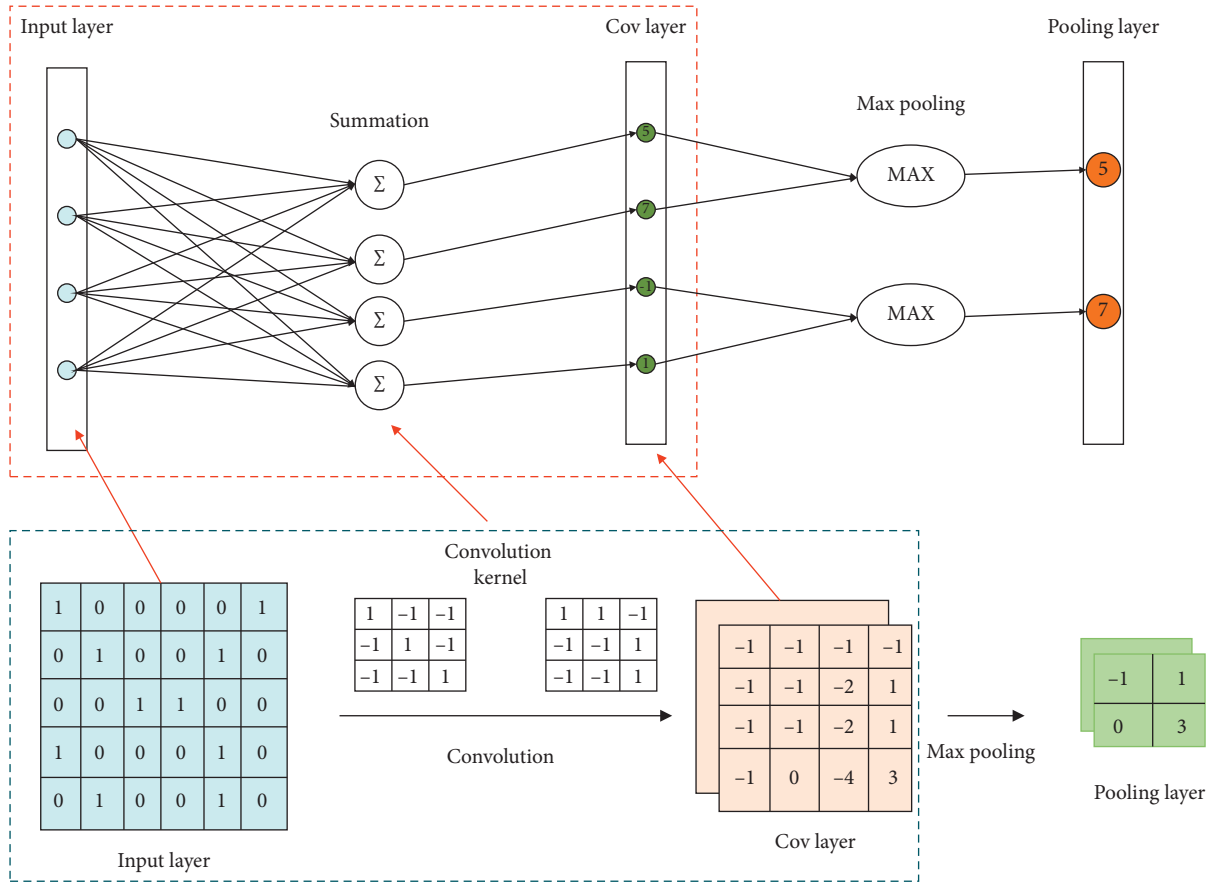 Input layer
Cov layer
Pooling layer
Summation
Max pooling
Σ
Σ
Σ
Σ
5
7
-1
1
MAX
MAX
5
7
Convolution
kernel
1 0 0 0 0 1
0 1 0 0 1 0
0 0 1 1 0 0
1 0 0 0 1 0
0 1 0 0 1 0
Input layer
1 –1 –1
–1 1 –1
–1 –1 1
1 1 –1
–1 –1 1
–1 –1 1
Convolution
–1 –1 –1 –1
–1 –1 –2 1
–1 –1 –2 1
–1 0 –4 3
Cov layer
Max pooling
–1 1
0 3
Pooling layer